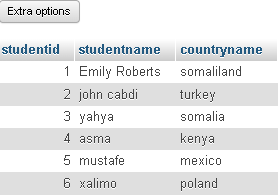 Extra options
studentid studentname countryname
1 Emily Roberts somaliland
2 john cabdi turkey
3 yahya somalia
4 asma kenya
5 mustafe mexico
6 xalimo poland